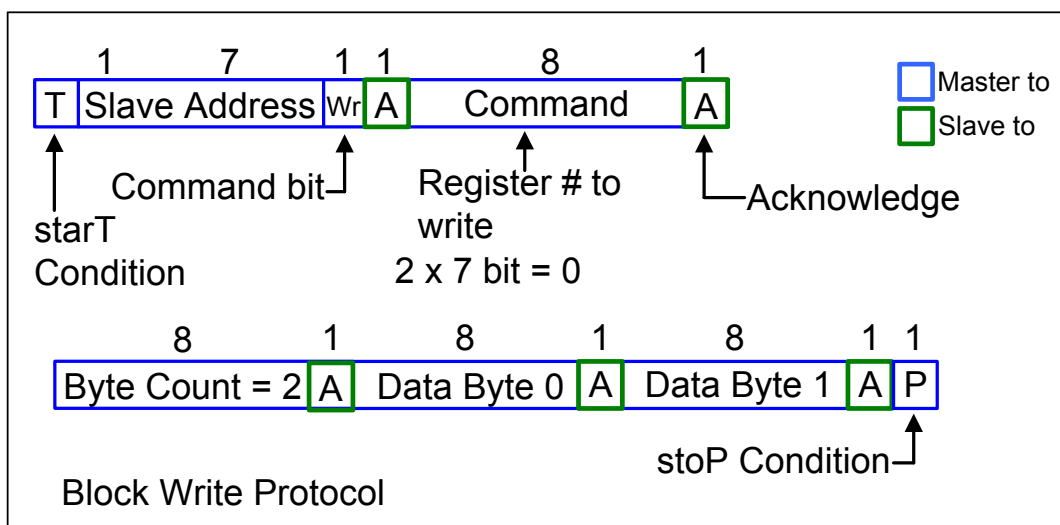 1 7 1 1 8 1
T Slave Address Wr A Command A
Master to
Slave to
Command bit
Register # to
write
2 x 7 bit = 0
Acknowledge
starT
Condition
8 1 8 1 8 1 1
Byte Count = 2 A Data Byte 0 A Data Byte 1 A P
stoP Condition
Block Write Protocol